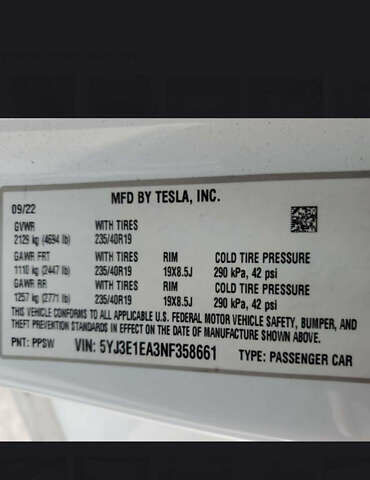 MFD BY TESLA, INC.
09/22
GVWR WITH TIRES
2129 kg (4694 lb) 235/40R19
GAWR FRT WITH TIRES RIM COLD TIRE PRESSURE
1110 kg (2447 lb) 235/40R19 19X8.5J 290 kPa, 42 psi
GAWR RR WITH TIRES RIM COLD TIRE PRESSURE
1257 kg (2771 lb) 235/40R19 19X8.5J 290 kPa, 42 psi
THIS VEHICLE CONFORMS TO ALL APPLICABLE U.S. FEDERAL MOTOR VEHICLE SAFETY, BUMPER, AND
THEFT PREVENTION STANDARDS IN EFFECT ON THE DATE OF MANUFACTURE SHOWN ABOVE.
PNT: PPSW VIN: 5YJ3E1EA3NF358661 TYPE: PASSENGER CAR